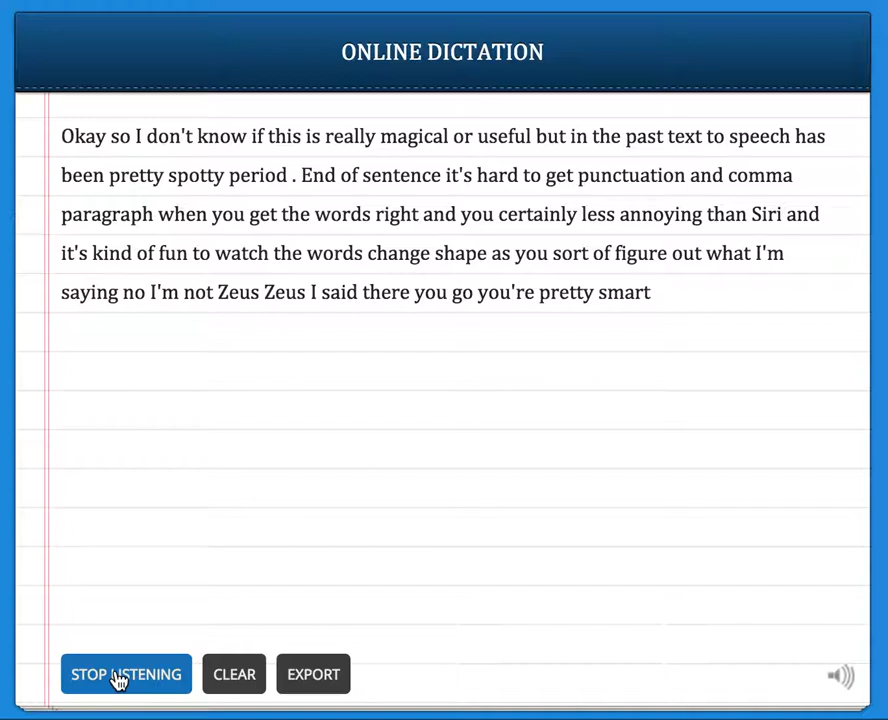 ONLINE DICTATION
Okay so I don't know if this is really magical or useful but in the past text to speech has
been pretty spotty period . End of sentence it's hard to get punctuation and comma
paragraph when you get the words right and you certainly less annoying than Siri and
it's kind of fun to watch the words change shape as you sort of figure out what I'm
saying no I'm not Zeus Zeus I said there you go you're pretty smart
STOP LISTENING CLEAR EXPORT